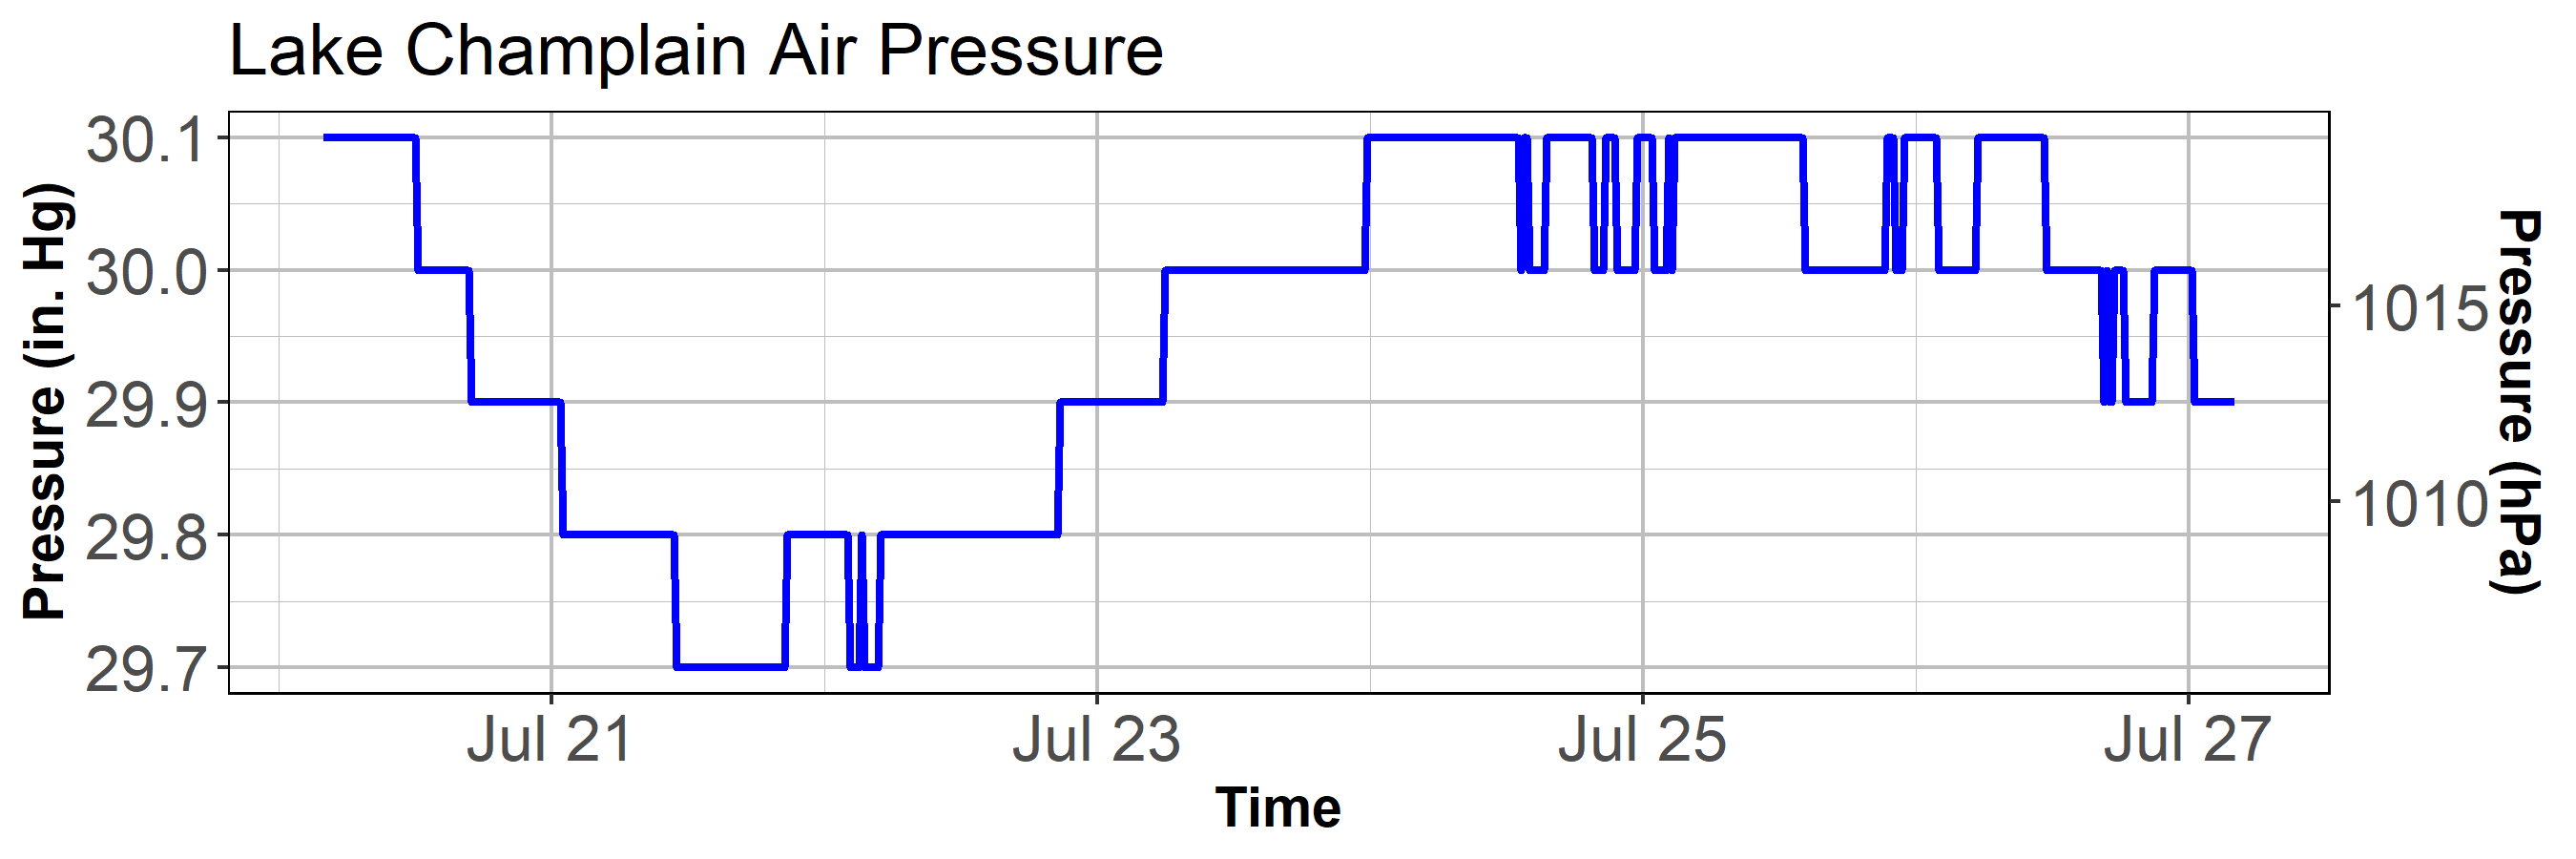 Lake Champlain Air Pressure
Pressure (in. Hg)
30.1
30.0
29.9
29.8
29.7
1015
1010
Pressure (hPa)
Jul 21 Jul 23 Jul 25 Jul 27
Time